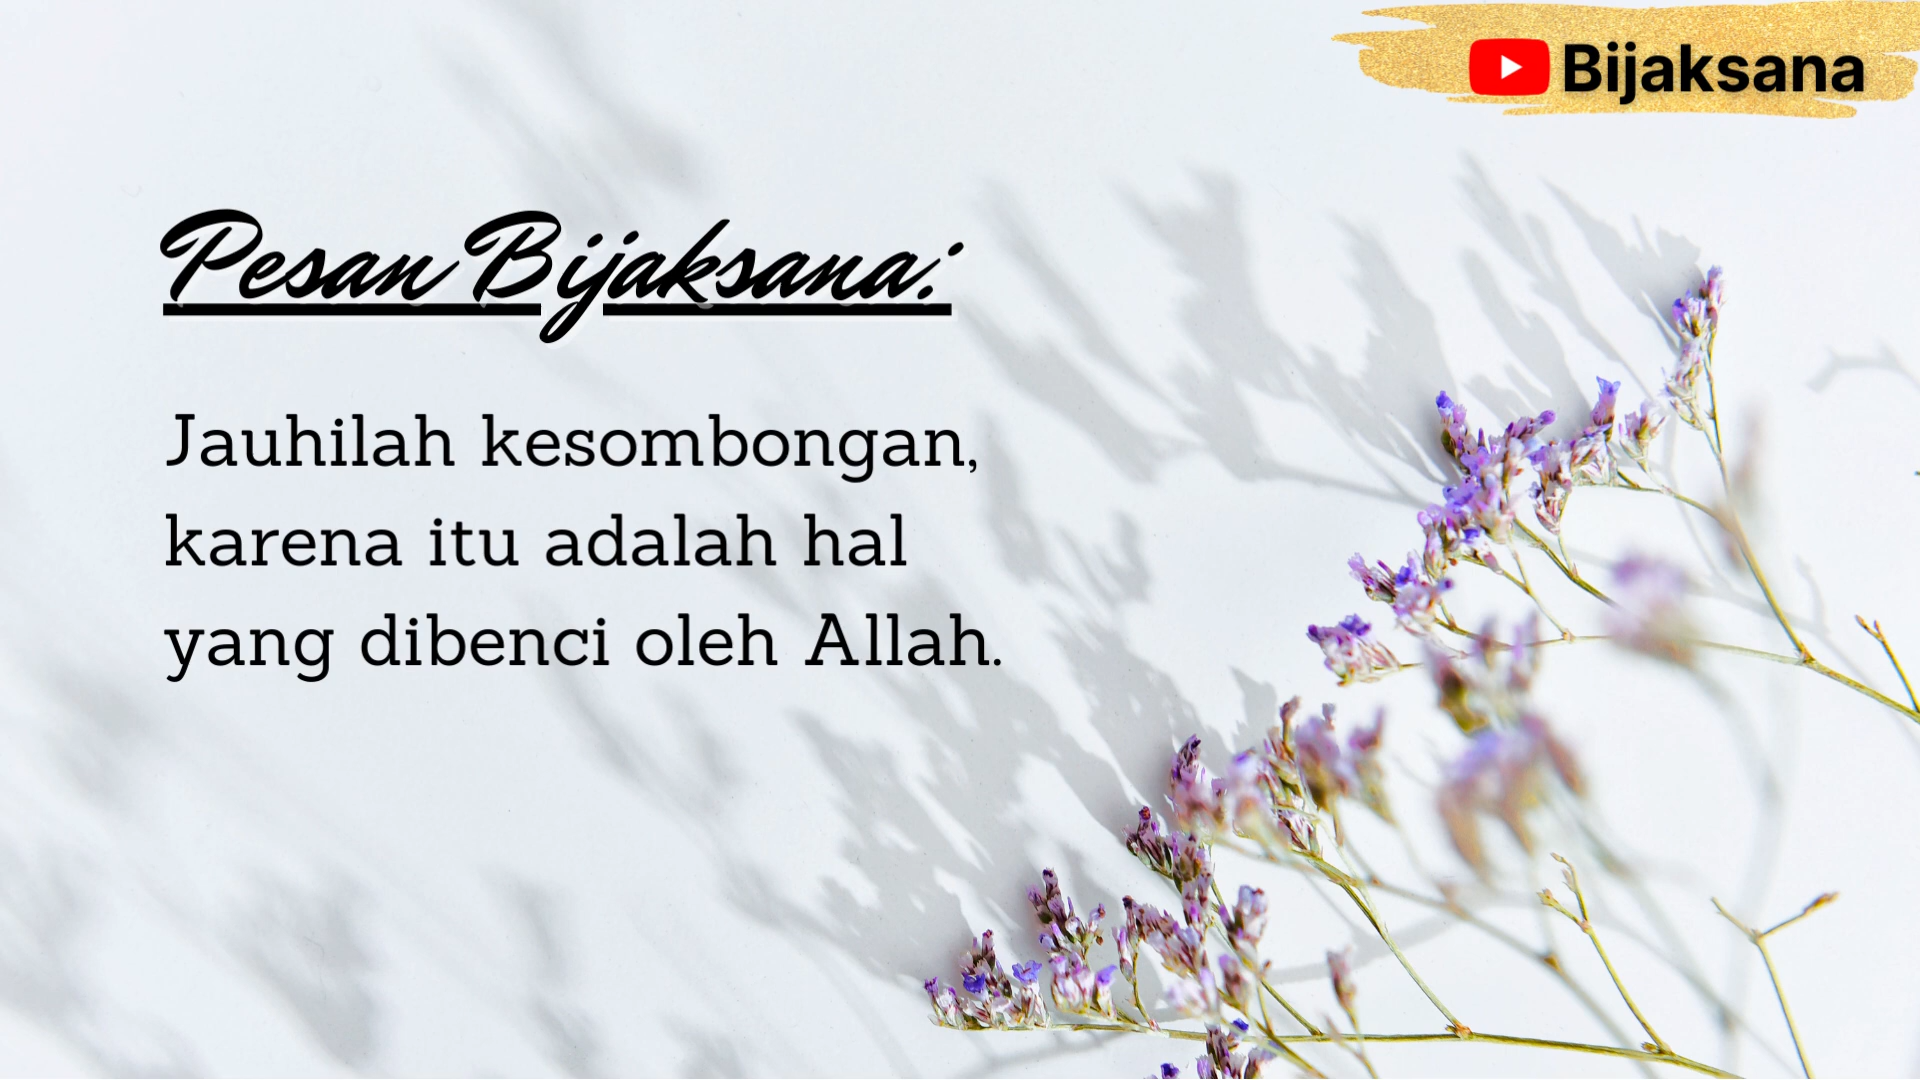 Bijaksana
Pesan Bijaksana:
Jauhilah kesombongan,
karena itu adalah hal
yang dibenci oleh Allah.